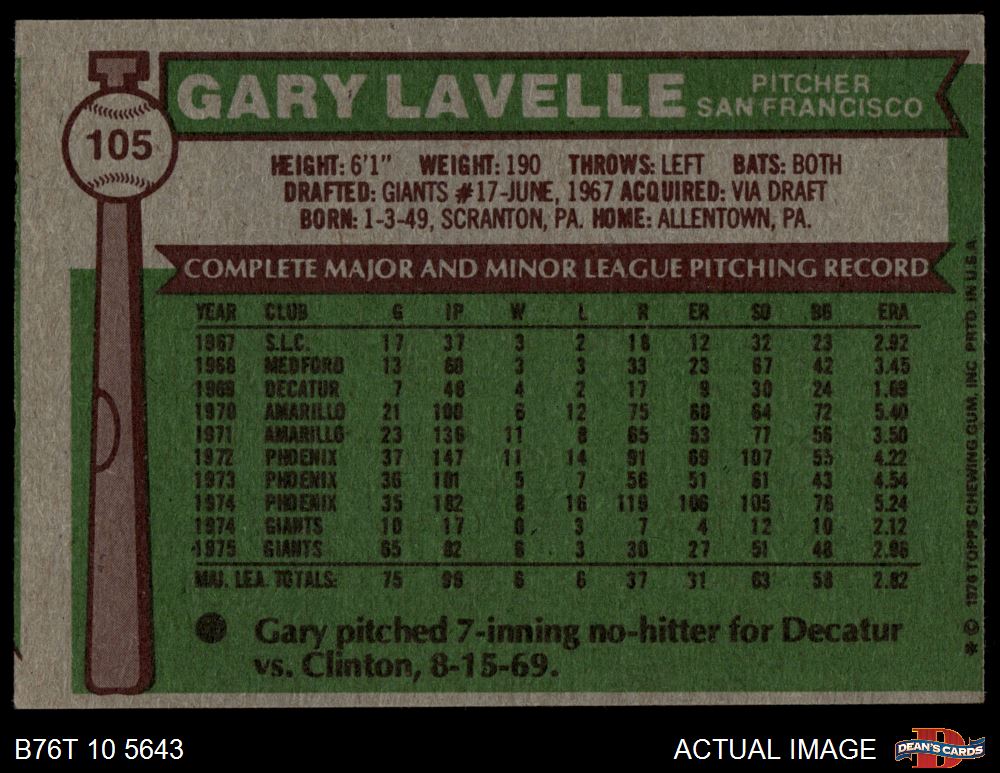 GARY LAVELLE
PITCHER
SAN FRANCISCO
105
HEIGHT: 6'1" WEIGHT: 190 THROWS: LEFT BATS: BOTH
DRAFTED: GIANTS #17-JUNE, 1967 ACQUIRED: VIA DRAFT
BORN: 1-3-49, SCRANTON, PA. HOME: ALLENTOWN, PA.
COMPLETE MAJOR AND MINOR LEAGUE PITCHING RECORD
YEAR CLUB G IP W L R ER SO BB ERA
1967 S.L.C. 17 37 3 2 18 12 32 23 2.92
1968 MEDFORD 13 60 3 3 33 23 67 42 3.45
1969 DECATUR 7 48 4 2 17 9 30 24 1.69
1970 AMARILLO 21 100 6 12 75 60 64 72 5.40
1971 AMARILLO 23 136 11 8 65 53 77 56 3.50
1972 PHOENIX 37 147 11 14 91 69 107 55 4.22
1973 PHOENIX 36 101 5 7 56 51 61 43 4.54
1974 PHOENIX 35 182 8 16 119 106 105 76 5.24
1974 GIANTS 10 17 0 3 7 4 12 10 2.12
1975 GIANTS 65 82 6 3 30 27 51 48 2.96
MAJ. LEA. TOTALS: 75 99 6 6 37 31 63 58 2.82
Gary pitched 7-inning no-hitter for Decatur
vs. Clinton, 8-15-69.
* © 1976 TOPPS CHEWING GUM, INC PRTD. IN U.S.A.
B76T 10 5643
ACTUAL IMAGE
DEAN'S CARDS